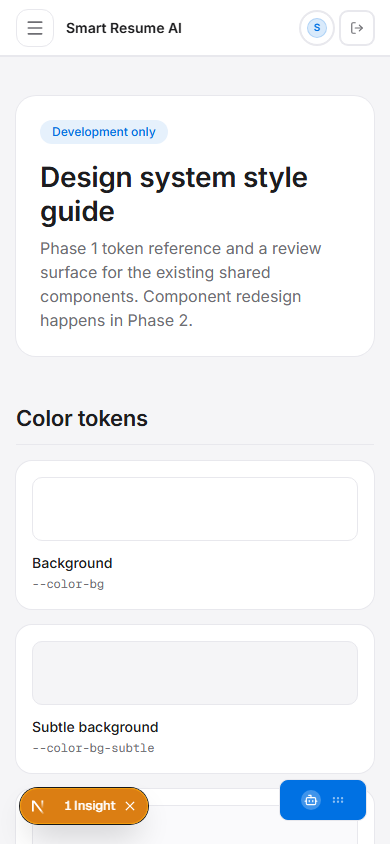 Smart Resume AI
S
Development only
Design system style
guide
Phase 1 token reference and a review
surface for the existing shared
components. Component redesign
happens in Phase 2.
Color tokens
Background
--color-bg
Subtle background
--color-bg-subtle
N
1 Insight